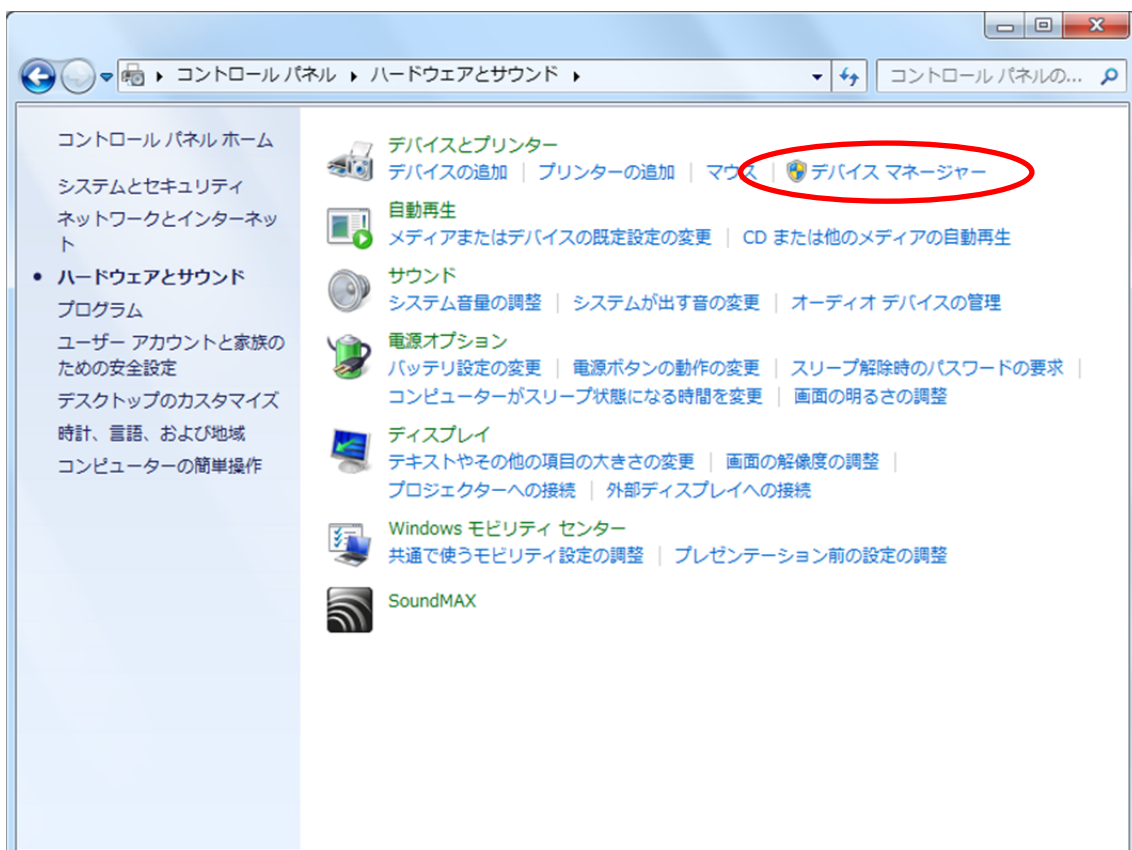 コントロール パネル ▸ ハードウェアとサウンド ▸
コントロール パネルの...
コントロール パネル ホーム
システムとセキュリティ
ネットワークとインターネッ
ト
ハードウェアとサウンド
プログラム
ユーザー アカウントと家族の
ための安全設定
デスクトップのカスタマイズ
時計、言語、および地域
コンピューターの簡単操作
デバイスとプリンター
デバイスの追加 | プリンターの追加 | マウス | デバイス マネージャー
自動再生
メディアまたはデバイスの既定設定の変更 | CD または他のメディアの自動再生
サウンド
システム音量の調整 | システムが出す音の変更 | オーディオ デバイスの管理
電源オプション
バッテリ設定の変更 | 電源ボタンの動作の変更 | スリープ解除時のパスワードの要求 |
コンピューターがスリープ状態になる時間を変更 | 画面の明るさの調整
ディスプレイ
テキストやその他の項目の大きさの変更 | 画面の解像度の調整 |
プロジェクターへの接続 | 外部ディスプレイへの接続
Windows モビリティ センター
共通で使うモビリティ設定の調整 | プレゼンテーション前の設定の調整
SoundMAX